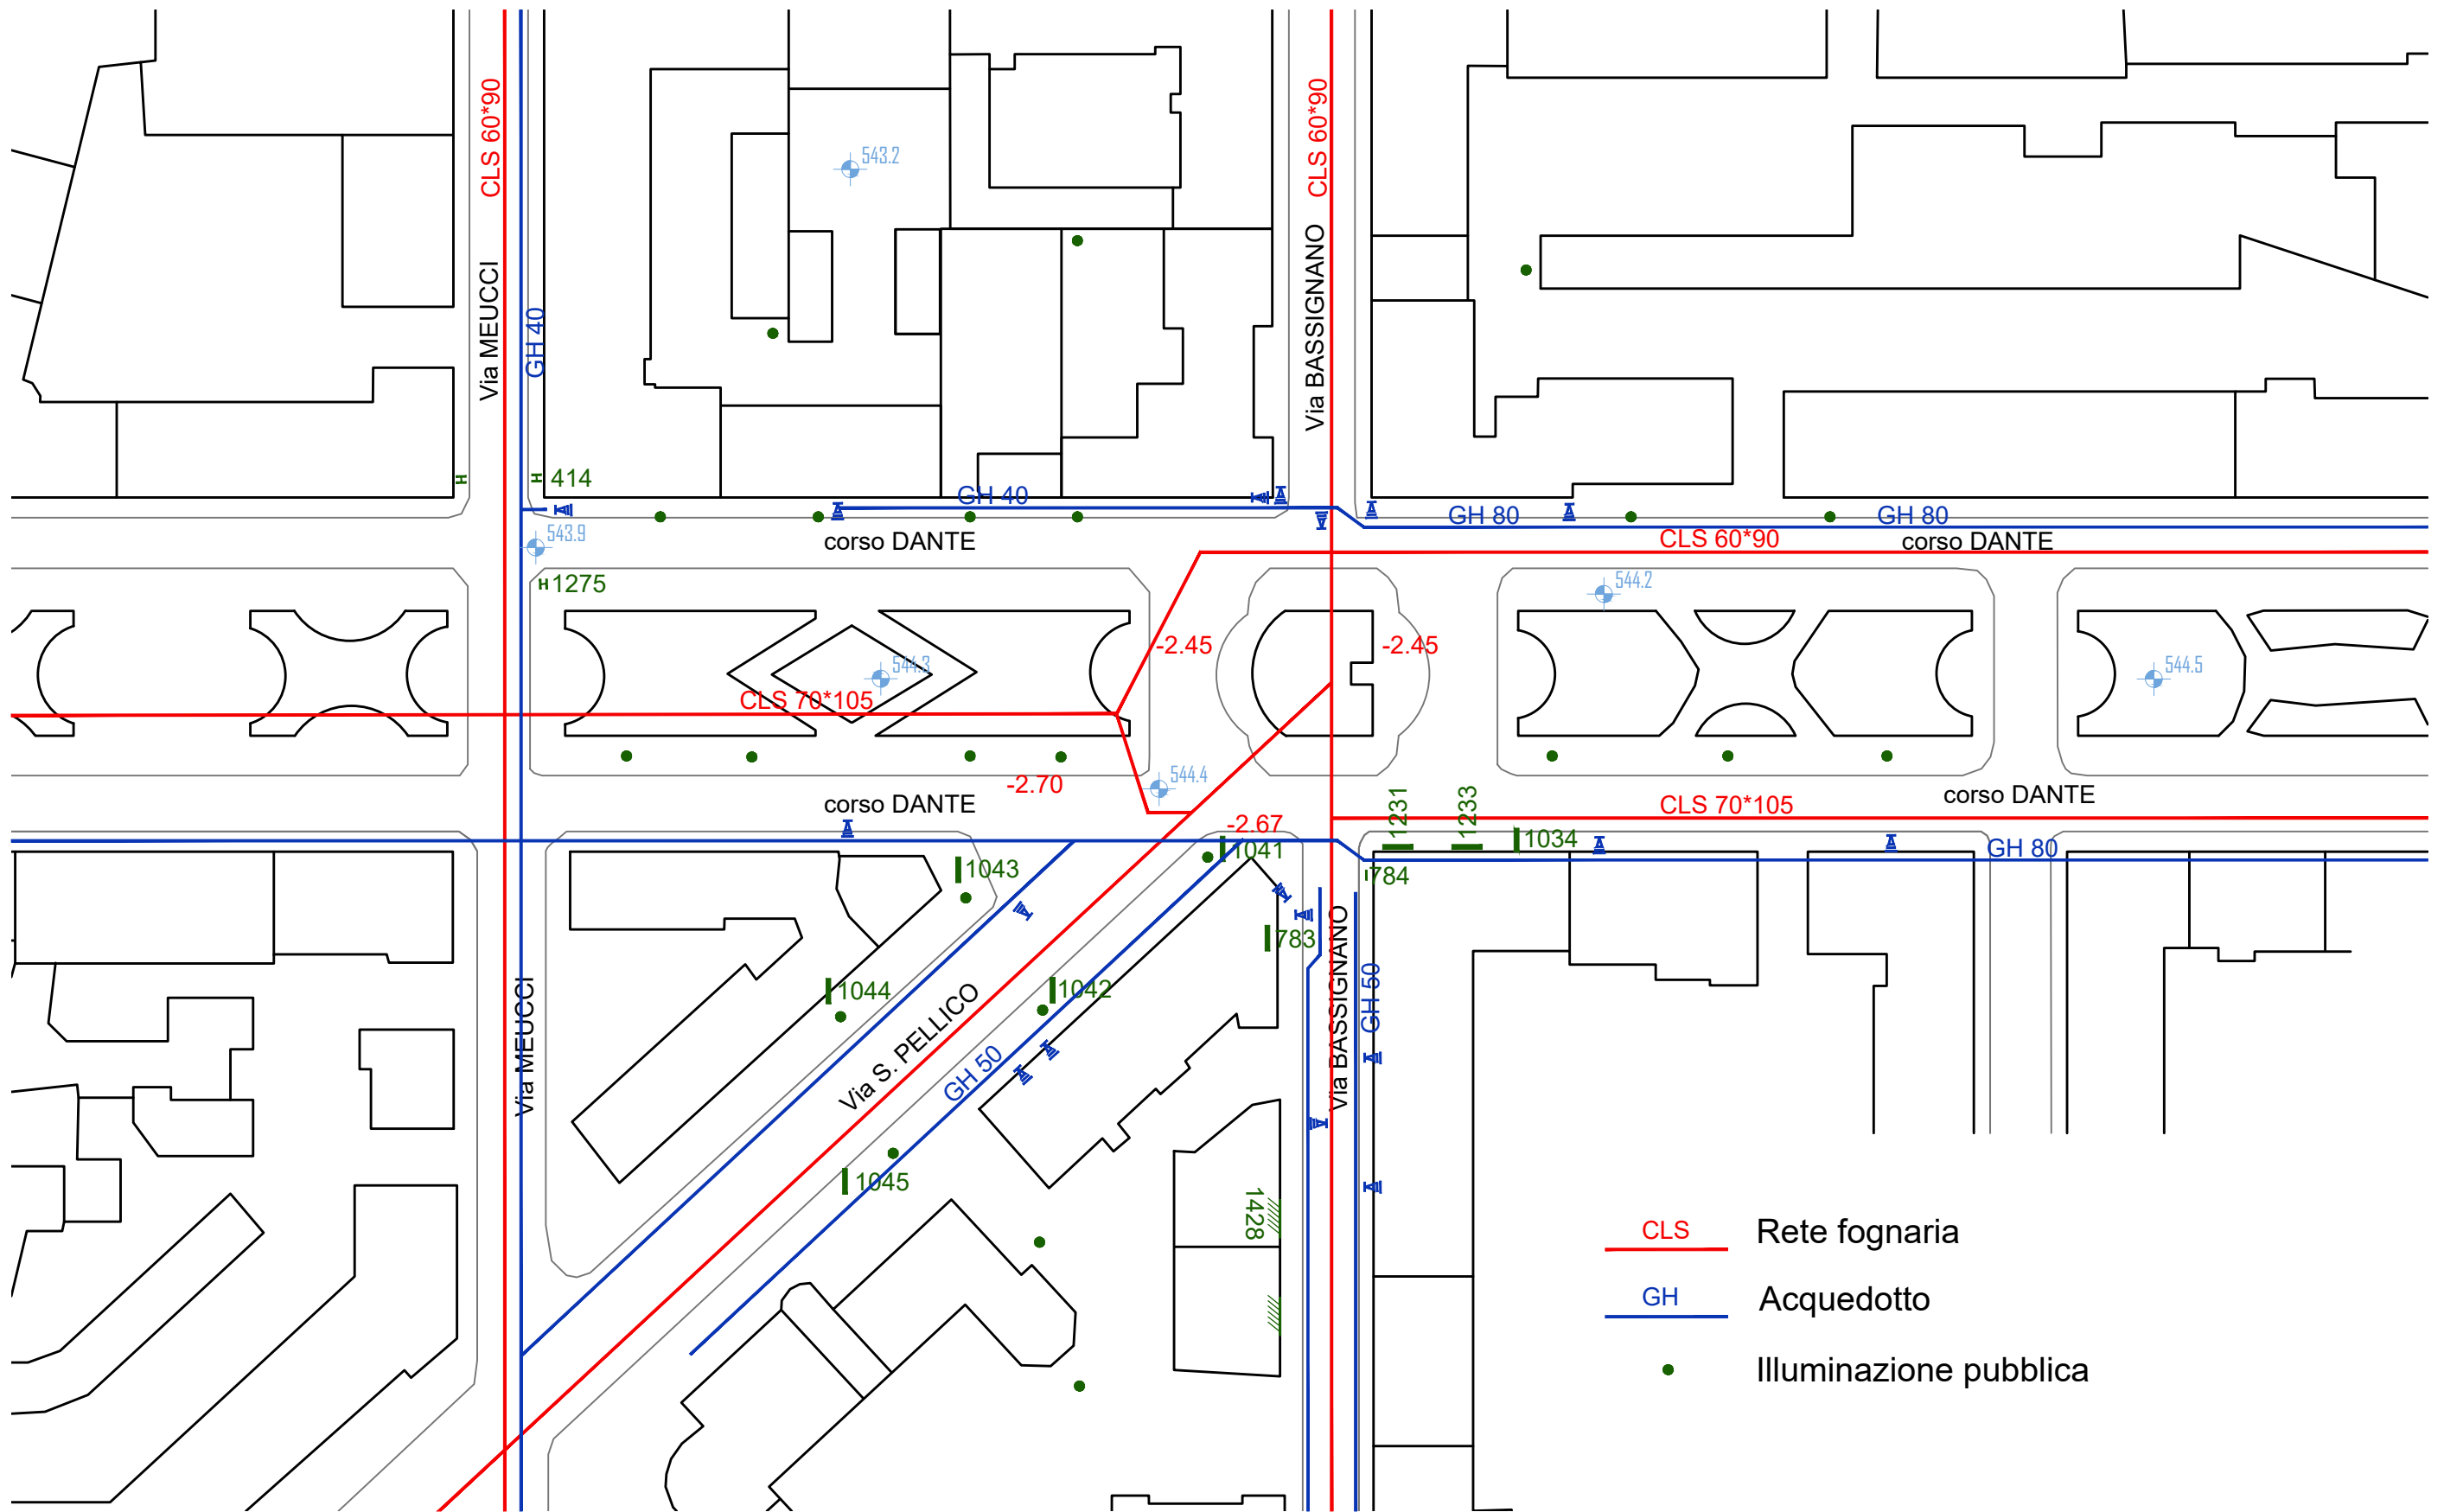 CLS 60*90
CLS 60*90
543.2
Via MEUCCI
GH 40
Via BASSIGNANO
414
GH 40
GH 80
GH 80
543.9
corso DANTE
CLS 60*90
corso DANTE
1275
544.2
-2.45
-2.45
544.3
544.5
CLS 70*105
544.4
-2.70
corso DANTE
corso DANTE
CLS 70*105
1231
1233
-2.67
1034
1041
GH 80
1043
784
783
Via MEUCCI
1044
1042
Via S. PELLICO
GH 50
Via BASSIGNANO
GH 50
1045
1428
CLS
Rete fognaria
GH
Acquedotto
Illuminazione pubblica